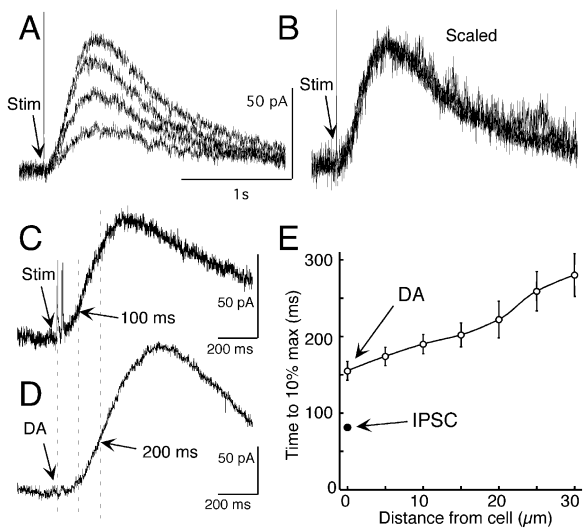 A
B
Scaled
Stim
Stim
50 pA
1s
C
Stim
100 ms
50 pA
200 ms
D
DA
200 ms
50 pA
200 ms
E
Time to 10% max (ms)
300
200
100
0
DA
IPSC
0 10 20 30
Distance from cell (µm)